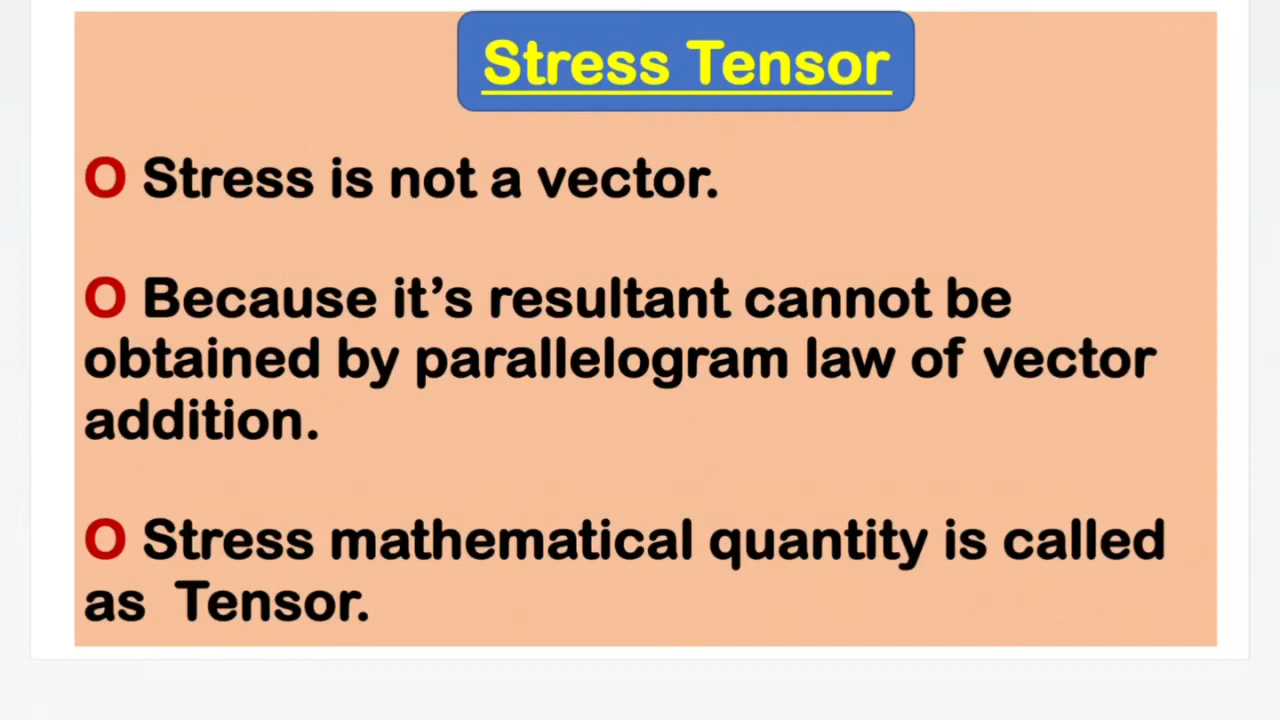 Stress Tensor
O Stress is not a vector.
O Because it’s resultant cannot be
obtained by parallelogram law of vector
addition.
O Stress mathematical quantity is called
as Tensor.